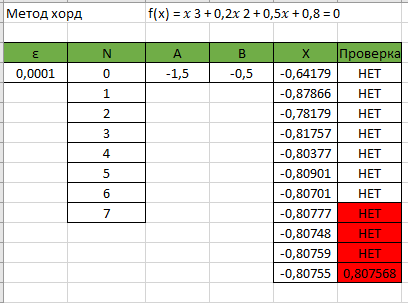 Метод хорд f(x) = 𝑥 3 + 0,2𝑥 2 + 0,5𝑥 + 0,8 = 0
ε N A B X Проверка
0,0001 0 -1,5 -0,5 -0,64179 НЕТ
1 -0,87866 НЕТ
2 -0,78179 НЕТ
3 -0,81757 НЕТ
4 -0,80377 НЕТ
5 -0,80901 НЕТ
6 -0,80701 НЕТ
7 -0,80777 НЕТ
-0,80748 НЕТ
-0,80759 НЕТ
-0,80755 0,807568